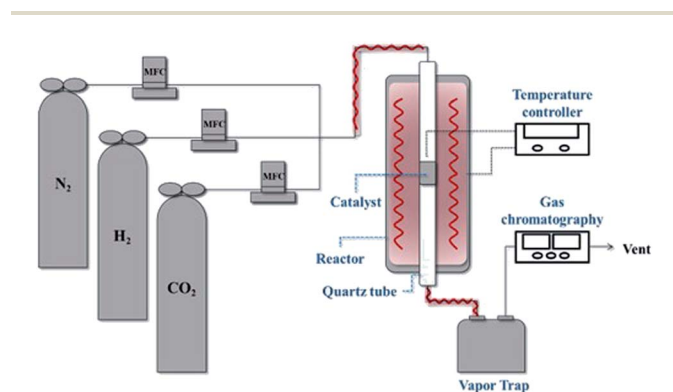 MFC
N₂
MFC
H₂
MFC
CO₂
Temperature
controller
Catalyst
Gas
chromatography
Vent
Reactor
Quartz tube
Vapor Trap